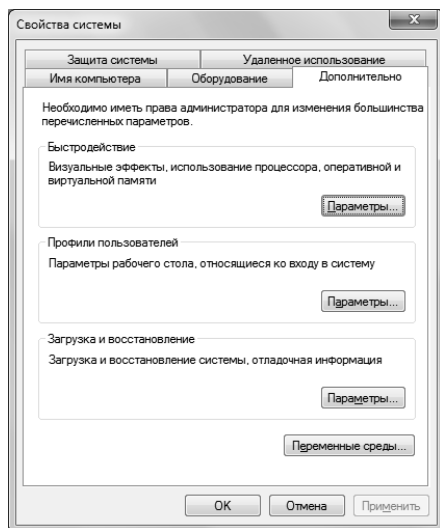 Свойства системы
Защита системы
Удаленное использование
Имя компьютера
Оборудование
Дополнительно
Необходимо иметь права администратора для изменения большинства
перечисленных параметров.
Быстродействие
Визуальные эффекты, использование процессора, оперативной и
виртуальной памяти
Параметры...
Профили пользователей
Параметры рабочего стола, относящиеся ко входу в систему
Параметры...
Загрузка и восстановление
Загрузка и восстановление системы, отладочная информация
Параметры...
Переменные среды...
OK
Отмена
Применить